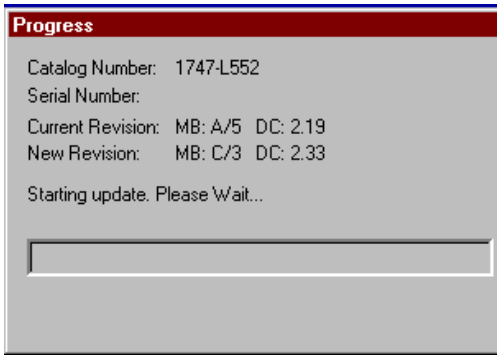 Progress
Catalog Number: 1747-L552
Serial Number:
Current Revision: MB: A/5 DC: 2.19
New Revision: MB: C/3 DC: 2.33
Starting update. Please Wait...